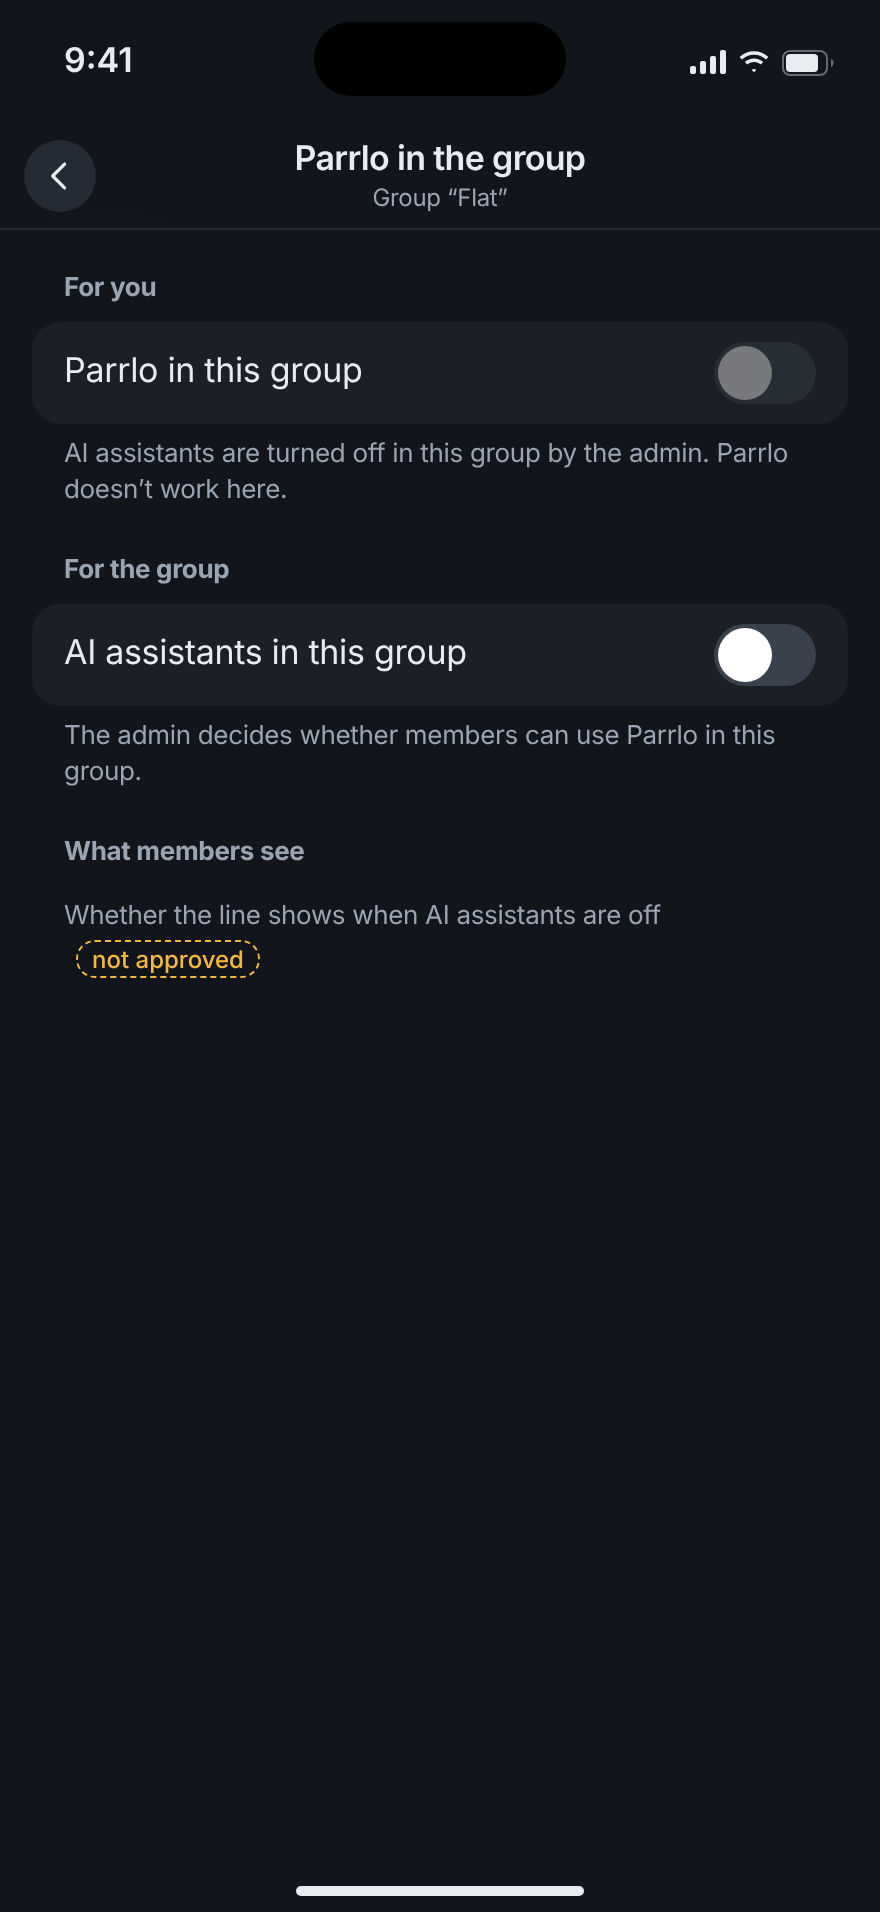 9:41
Parrlo in the group
Group “Flat”
For you
Parrlo in this group
AI assistants are turned off in this group by the admin. Parrlo
doesn’t work here.
For the group
AI assistants in this group
The admin decides whether members can use Parrlo in this
group.
What members see
Whether the line shows when AI assistants are off
not approved